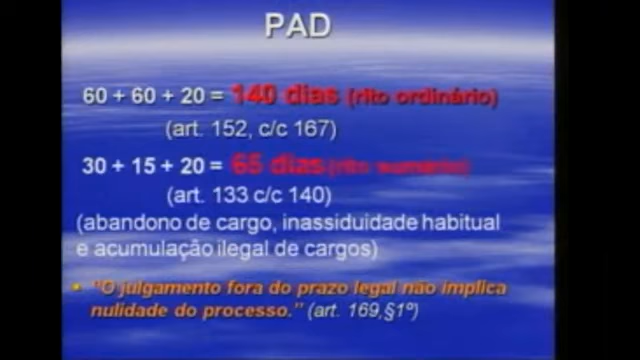 PAD
60 + 60 + 20 = 140 dias (rito ordinário)
(art. 152, c/c 167)
30 + 15 + 20 = 65 dias (rito sumário)
(art. 133 c/c 140)
(abandono de cargo, inassiduidade habitual
e acumulação ilegal de cargos)
• "O julgamento fora do prazo legal não implica
nulidade do processo." (art. 169,§1º)